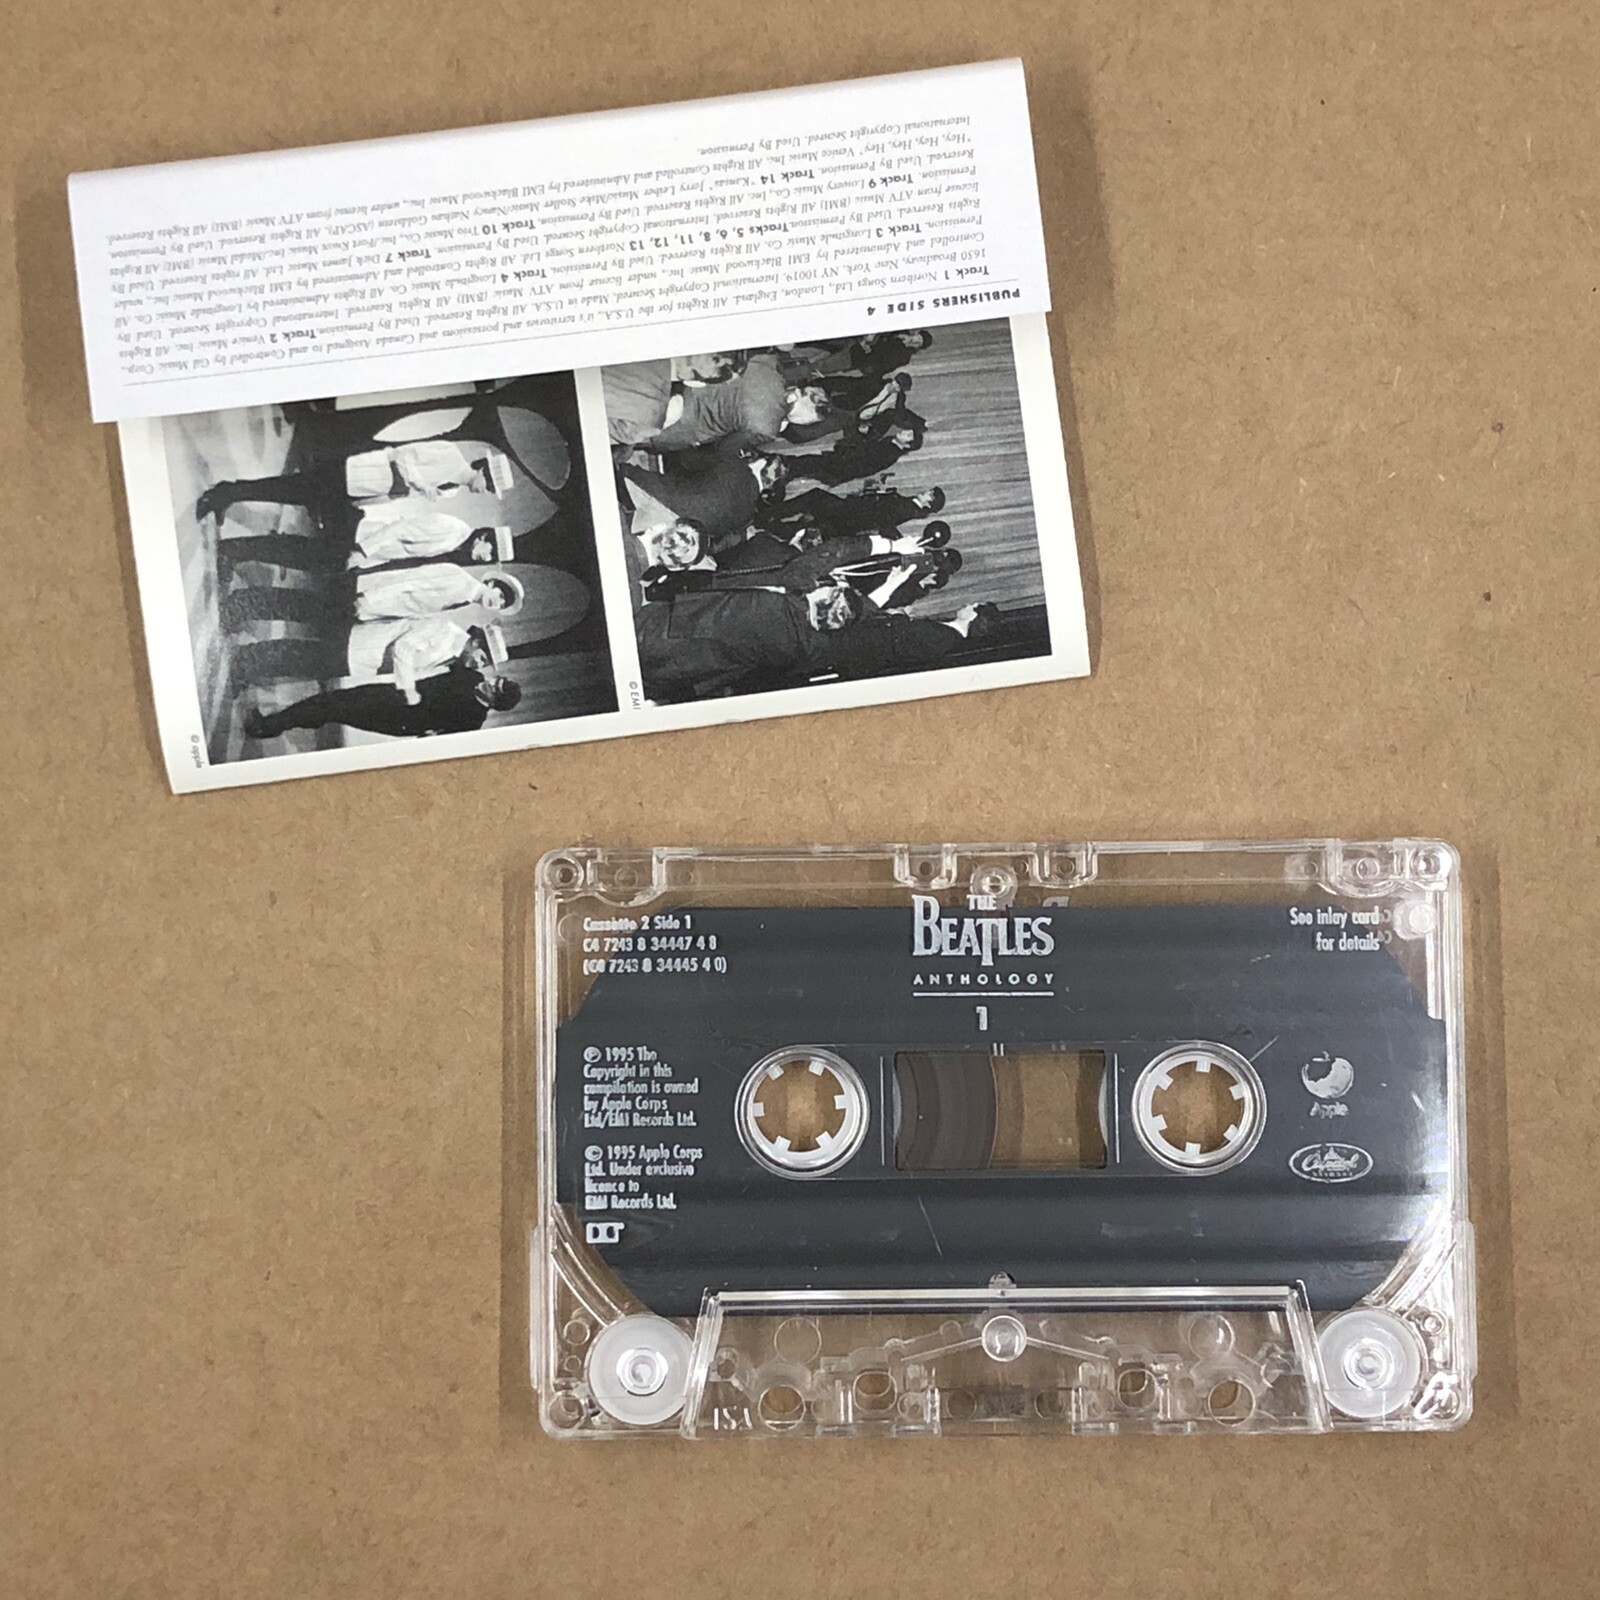 PUBLISHERS SIDE 4
Track 1 Northern Songs Ltd., London, England. All Rights for the U.S.A., it's territories and possessions and Canada Assigned to and Controlled by Gil Music Corp.,
1650 Broadway, New York, NY 10019. International Copyright Secured. Made in U.S.A. All Rights Reserved. Used By Permission. Track 2 Venice Music Inc. All Rights
Controlled and Administered by EMI Blackwood Music Inc., under license from ATV Music (BMI) All Rights Reserved. International Copyright Secured. Used By
Permission. Track 3 Longitude Music Co. All Rights Reserved. Used By Permission. Track 4 Longitude Music Co. All Rights Administered by Longitude Music Co. All
Rights Reserved. Used By Permission. Tracks 5, 6, 8, 11, 12, 13 Northern Songs Ltd. All Rights Controlled and Administered by EMI Blackwood Music Inc., under
license from ATV Music (BMI) All Rights Reserved. International Copyright Secured. Used By Permission. Track 7 Dick James Music Ltd. All rights Reserved. Used By
Permission. Track 9 Lowery Music Co., Inc. All Rights Reserved. Used By Permission. Track 10 Trio Music Co., Inc./Fort Knox Music Inc./Medal Music (BMI) All Rights
Reserved. Used By Permission. Track 14 "Kansas" Jerry Leiber Music/Mike Stoller Music/Nancy Nathan Goldstein (ASCAP). All Rights Reserved. Used By Permission.
"Hey, Hey, Hey, Hey" Venice Music Inc. All Rights Controlled and Administered by EMI Blackwood Music Inc., under license from ATV Music (BMI) All Rights Reserved.
International Copyright Secured. Used By Permission.
© EMI
© apple
Cassette 2 Side 1
C4 7243 8 34447 4 8
(C0 7243 8 34445 4 0)
THE
BEATLES
ANTHOLOGY
1
See inlay card
for details
℗ 1995 The
Copyright in this
compilation is owned
by Apple Corps
Ltd/EMI Records Ltd.
© 1995 Apple Corps
Ltd. Under exclusive
licence to
EMI Records Ltd.
Apple
Capitol
RECORDS